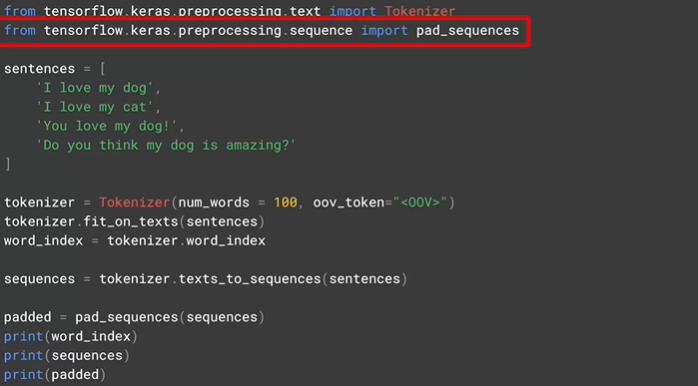 from tensorflow.keras.preprocessing.text import Tokenizer
from tensorflow.keras.preprocessing.sequence import pad_sequences
sentences = [
    'I love my dog',
    'I love my cat',
    'You love my dog!',
    'Do you think my dog is amazing?'
]
tokenizer = Tokenizer(num_words = 100, oov_token="<OOV>")
tokenizer.fit_on_texts(sentences)
word_index = tokenizer.word_index
sequences = tokenizer.texts_to_sequences(sentences)
padded = pad_sequences(sequences)
print(word_index)
print(sequences)
print(padded)